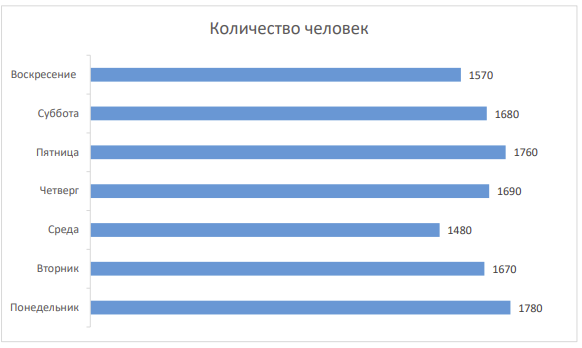 Количество человек
Воскресение 1570
Суббота 1680
Пятница 1760
Четверг 1690
Среда 1480
Вторник 1670
Понедельник 1780